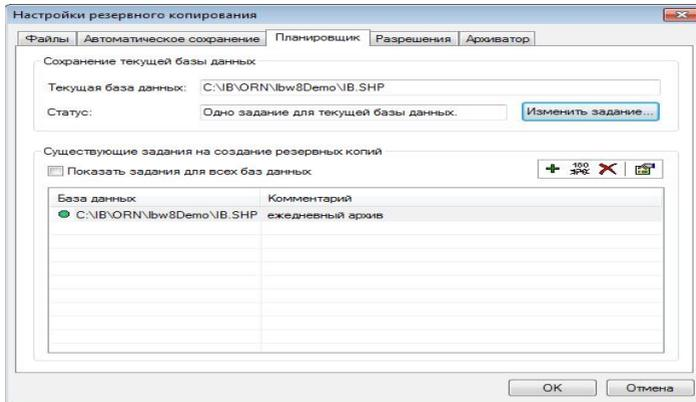 Настройки резервного копирования
Файлы Автоматическое сохранение Планировщик Разрешения Архиватор
Сохранение текущей базы данных
Текущая база данных: C:\IB\ORN\Ibw8Demo\IB.SHP
Статус: Одно задание для текущей базы данных. Изменить задание...
Существующие задания на создание резервных копий
Показать задания для всех баз данных
База данных Комментарий
C:\IB\ORN\Ibw8Demo\IB.SHP ежедневный архив
OK Отмена